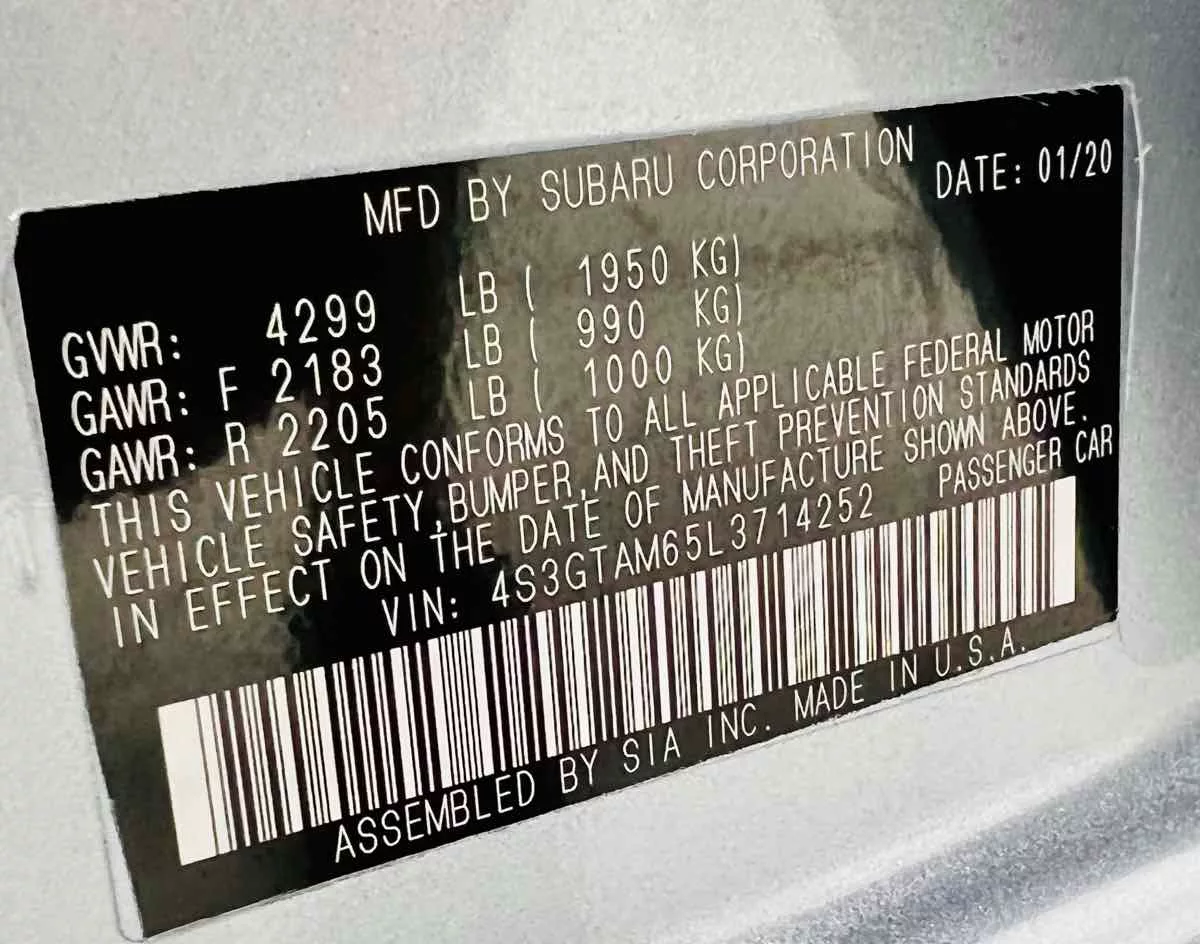 MFD BY SUBARU CORPORATION DATE: 01/20
GVWR: 4299 LB ( 1950 KG)
GAWR: F 2183 LB ( 990 KG)
GAWR: R 2205 LB ( 1000 KG)
THIS VEHICLE CONFORMS TO ALL APPLICABLE FEDERAL MOTOR
VEHICLE SAFETY,BUMPER,AND THEFT PREVENTION STANDARDS
IN EFFECT ON THE DATE OF MANUFACTURE SHOWN ABOVE.
VIN: 4S3GTAM65L3714252 PASSENGER CAR
ASSEMBLED BY SIA INC. MADE IN U.S.A.